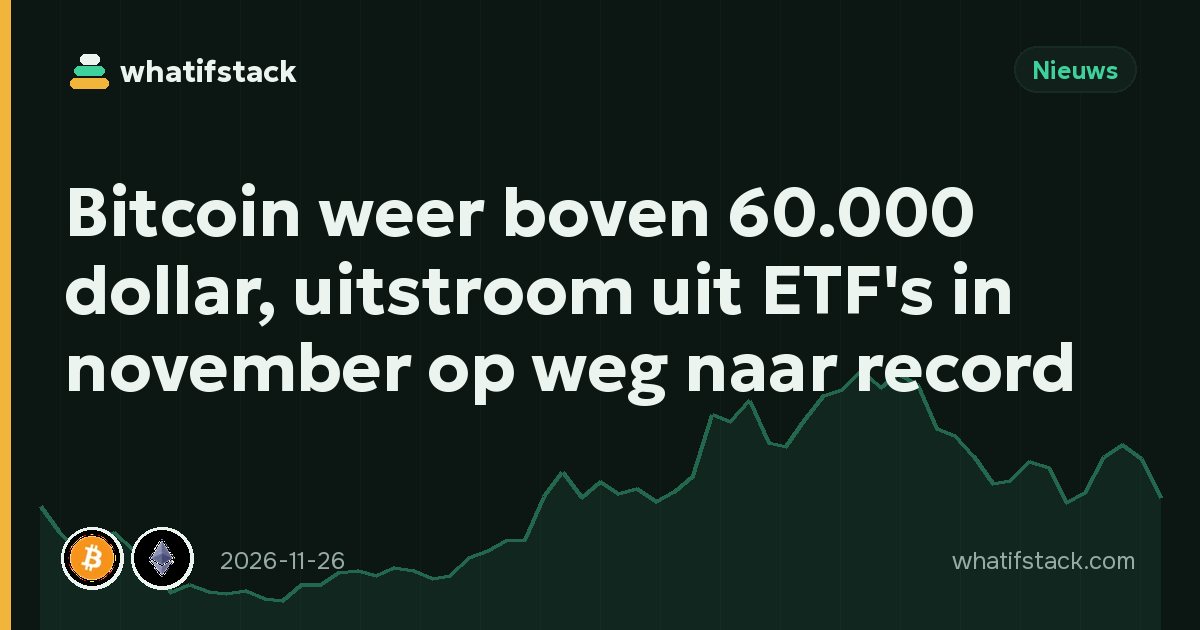 whatifstack
Nieuws
Bitcoin weer boven 60.000
dollar, uitstroom uit ETF's in
november op weg naar record
2026-11-26
whatifstack.com